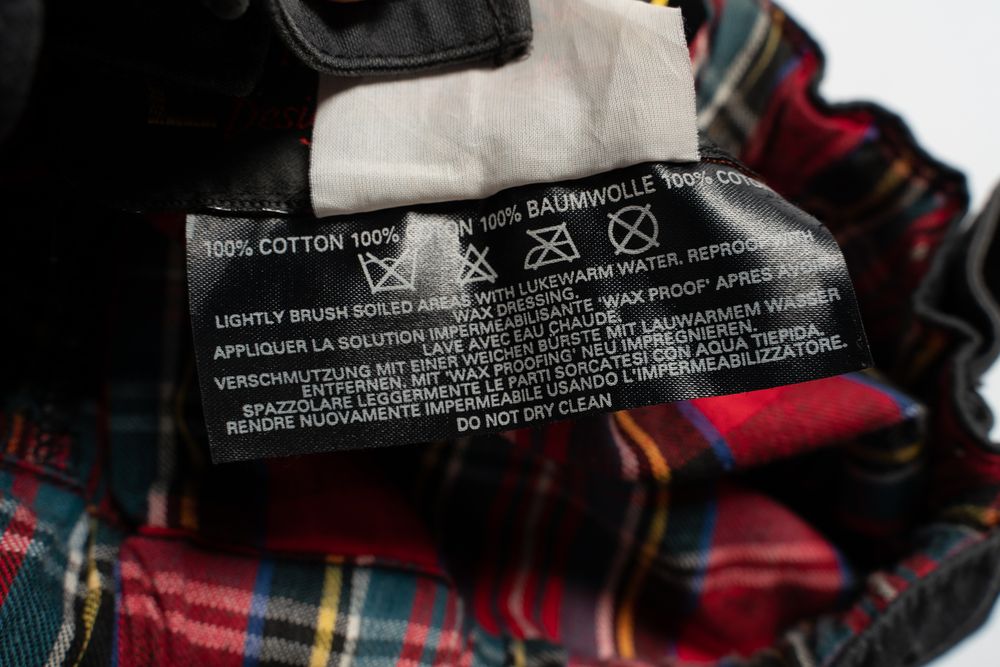 Desi
100% COTTON 100% COTON 100% BAUMWOLLE 100% COTO
LIGHTLY BRUSH SOILED AREAS WITH LUKEWARM WATER. REPROOF WITH
WAX DRESSING.
APPLIQUER LA SOLUTION IMPERMEABILISANTE 'WAX PROOF' APRES AVOIR
LAVE AVEC EAU CHAUDE.
VERSCHMUTZUNG MIT EINER WEICHEN BÜRSTE MIT LAUWARMEM WASSER
ENTFERNEN. MIT 'WAX PROOFING' NEU IMPREGNIEREN.
SPAZZOLARE LEGGERMENTE LE PARTI SORCATESI CON AQUA TIEPIDA.
RENDRE NUOVAMENTE IMPERMEABILE USANDO L'IMPERMEABILIZZATORE.
DO NOT DRY CLEAN